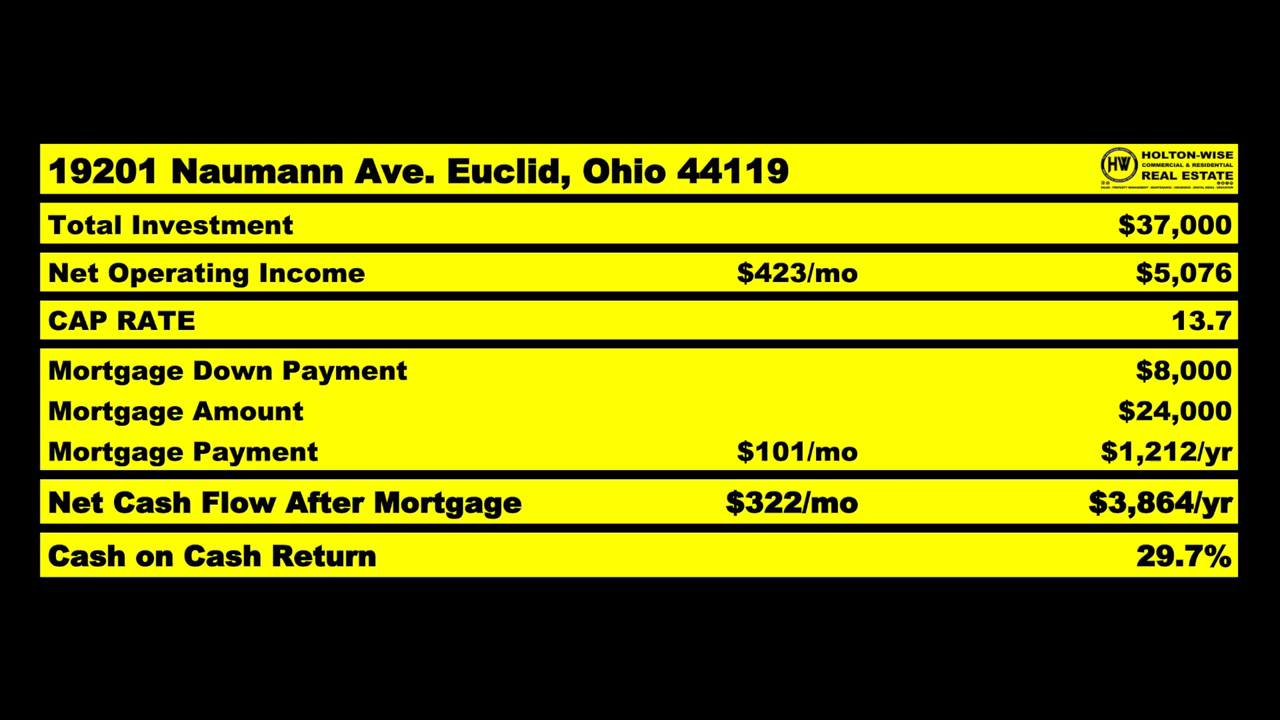 19201 Naumann Ave. Euclid, Ohio 44119
HW
HOLTON-WISE
COMMERCIAL & RESIDENTIAL
REAL ESTATE
Total Investment $37,000
Net Operating Income $423/mo $5,076
CAP RATE 13.7
Mortgage Down Payment $8,000
Mortgage Amount $24,000
Mortgage Payment $101/mo $1,212/yr
Net Cash Flow After Mortgage $322/mo $3,864/yr
Cash on Cash Return 29.7%